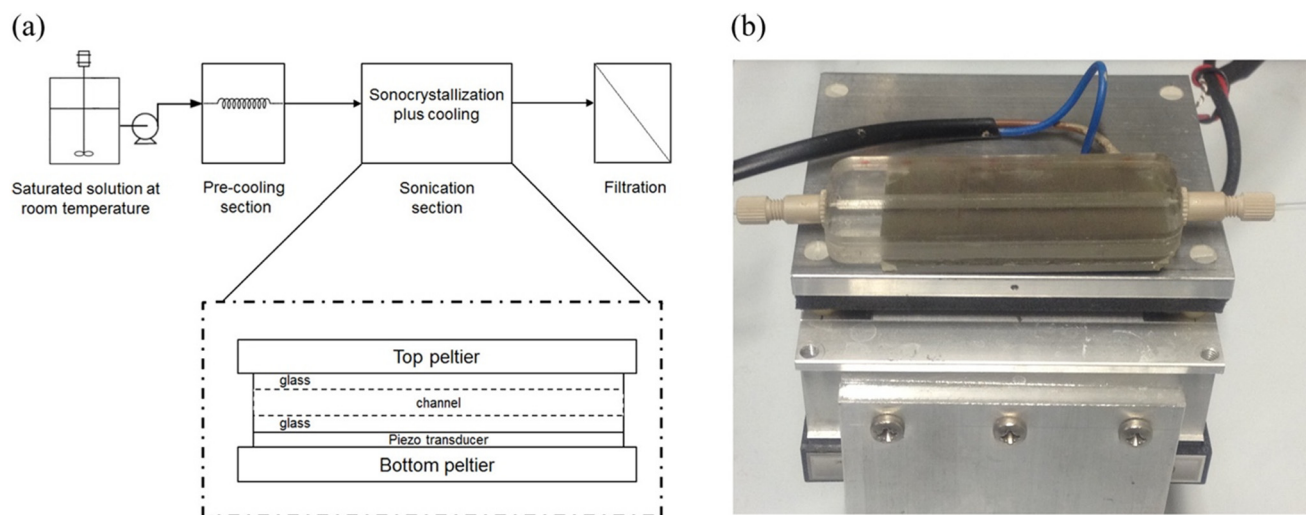 (a)
(b)
Sonocrystallization
plus cooling
Saturated solution at
room temperature
Pre-cooling
section
Sonication
section
Filtration
Top peltier
glass
channel
glass
Piezo transducer
Bottom peltier